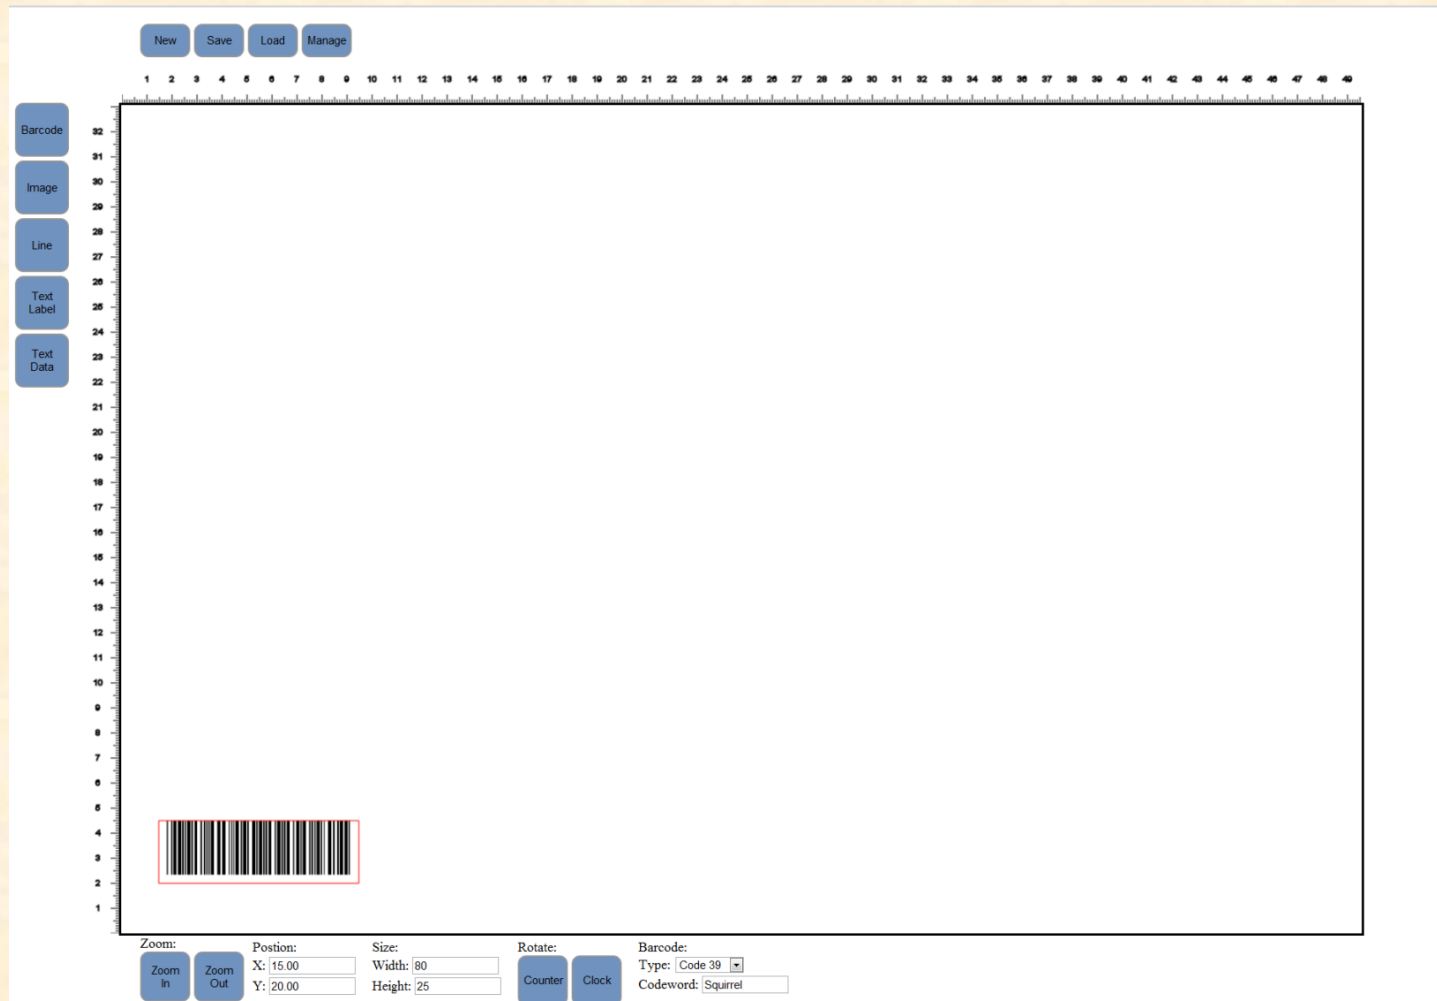 New Save Load Manage
1 2 3 4 5 6 7 8 9 10 11 12 13 14 15 16 17 18 19 20 21 22 23 24 25 26 27 28 29 30 31 32 33 34 35 36 37 38 39 40 41 42 43 44 45 46 47 48 49
Barcode
Image
Line
Text
Label
Text
Data
32
31
30
29
28
27
26
25
24
23
22
21
20
19
18
17
16
15
14
13
12
11
10
9
8
7
6
5
4
3
2
1
Zoom:
Zoom
In
Zoom
Out
Postion:
X: 15.00
Y: 20.00
Size:
Width: 80
Height: 25
Rotate:
Counter Clock
Barcode:
Type: Code 39
Codeword: Squirrel